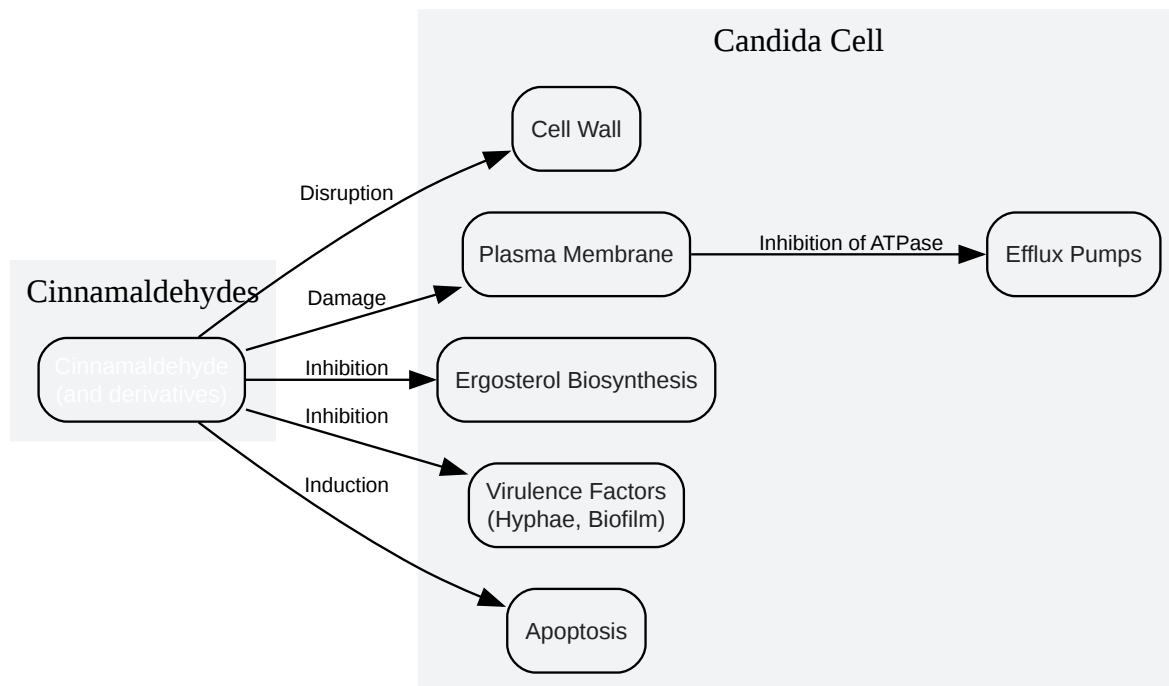 Candida Cell
Cell Wall
Disruption
Plasma Membrane
Inhibition of ATPase
Efflux Pumps
Cinnamaldehydes
Damage
Cinnamaldehyde
(and derivatives)
Inhibition
Ergosterol Biosynthesis
Inhibition
Virulence Factors
(Hyphae, Biofilm)
Induction
Apoptosis